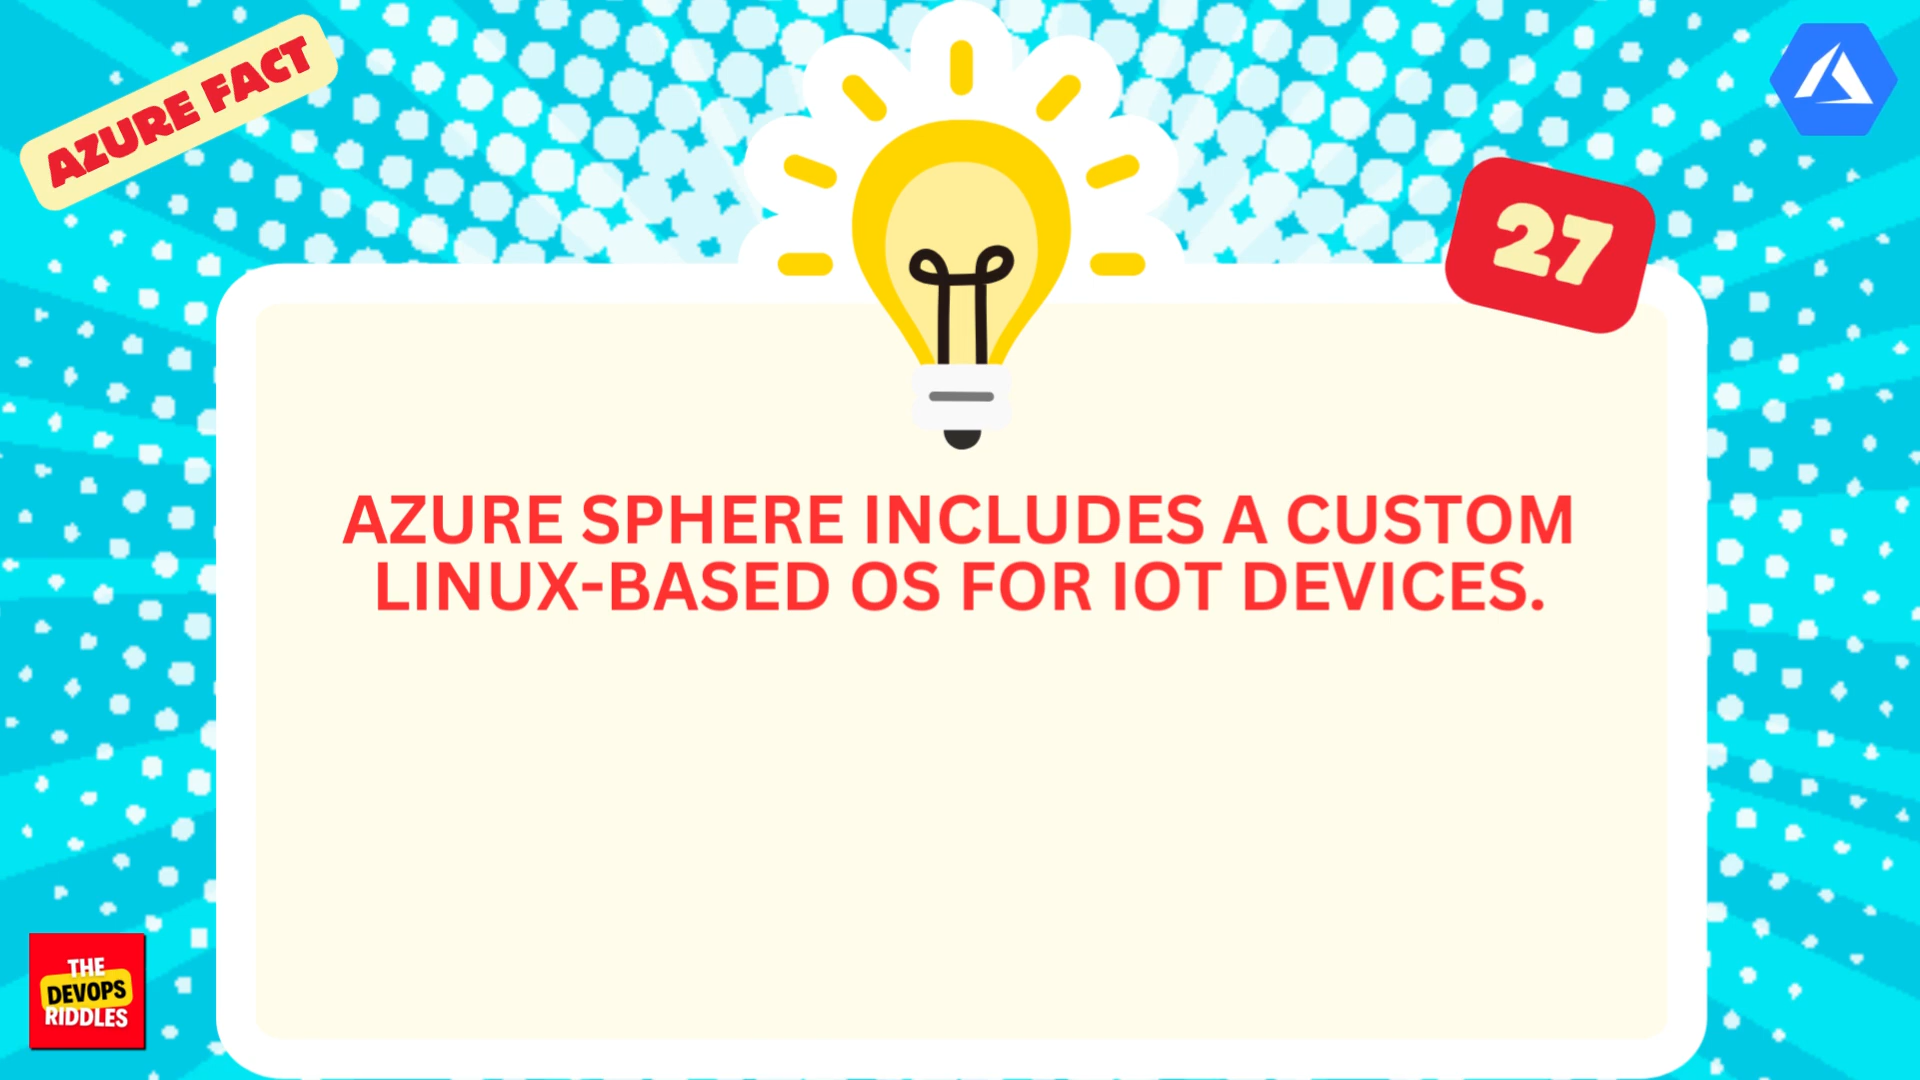 AZURE FACT
27
AZURE SPHERE INCLUDES A CUSTOM
LINUX-BASED OS FOR IOT DEVICES.
THE
DEVOPS
RIDDLES